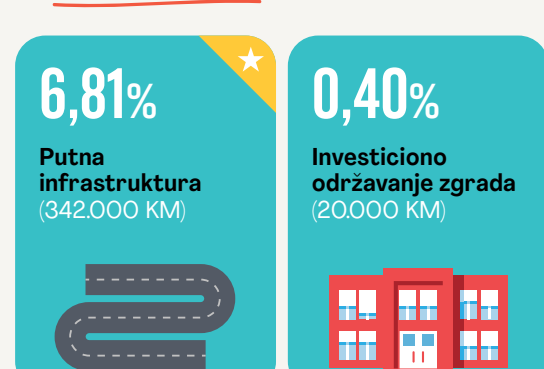 6,81%
Putna
infrastruktura
(342.000 KM)
0,40%
Investiciono
održavanje zgrada
(20.000 KM)